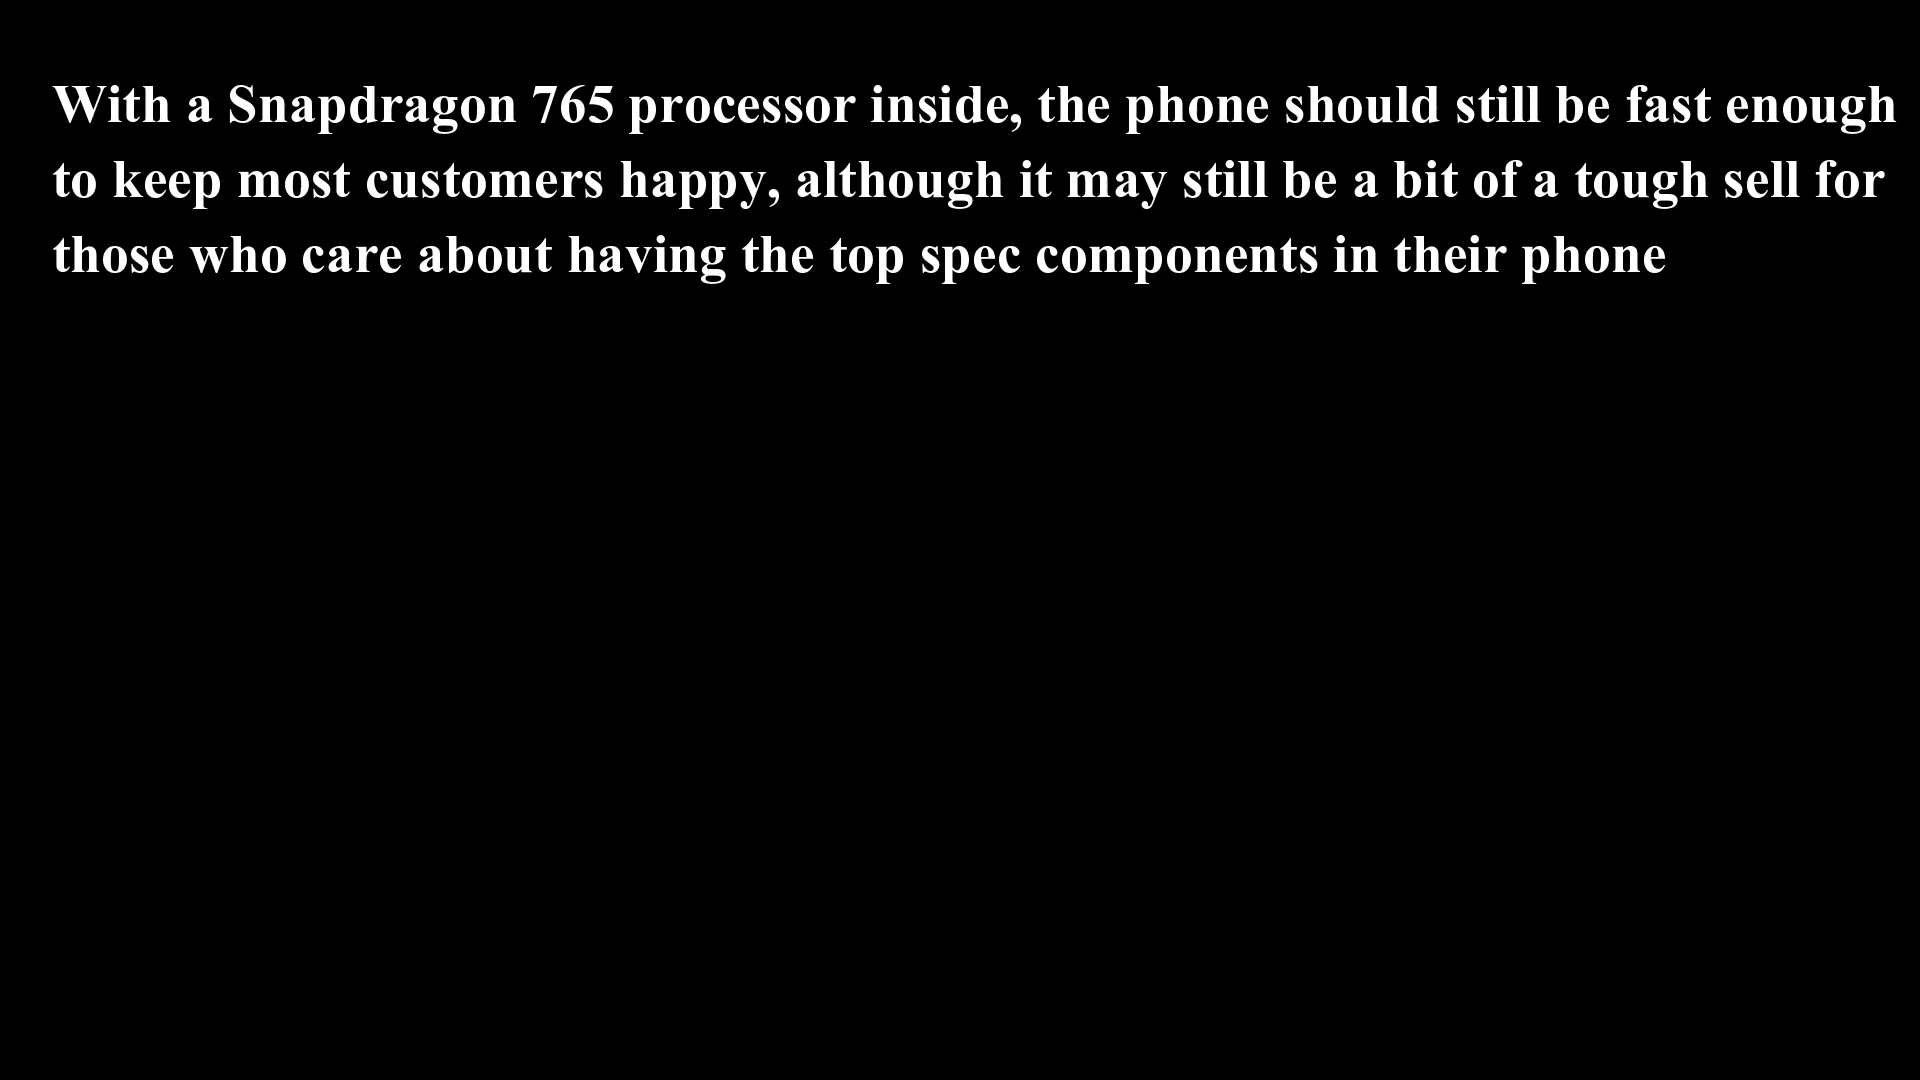 With a Snapdragon 765 processor inside, the phone should still be fast enough
to keep most customers happy, although it may still be a bit of a tough sell for
those who care about having the top spec components in their phone